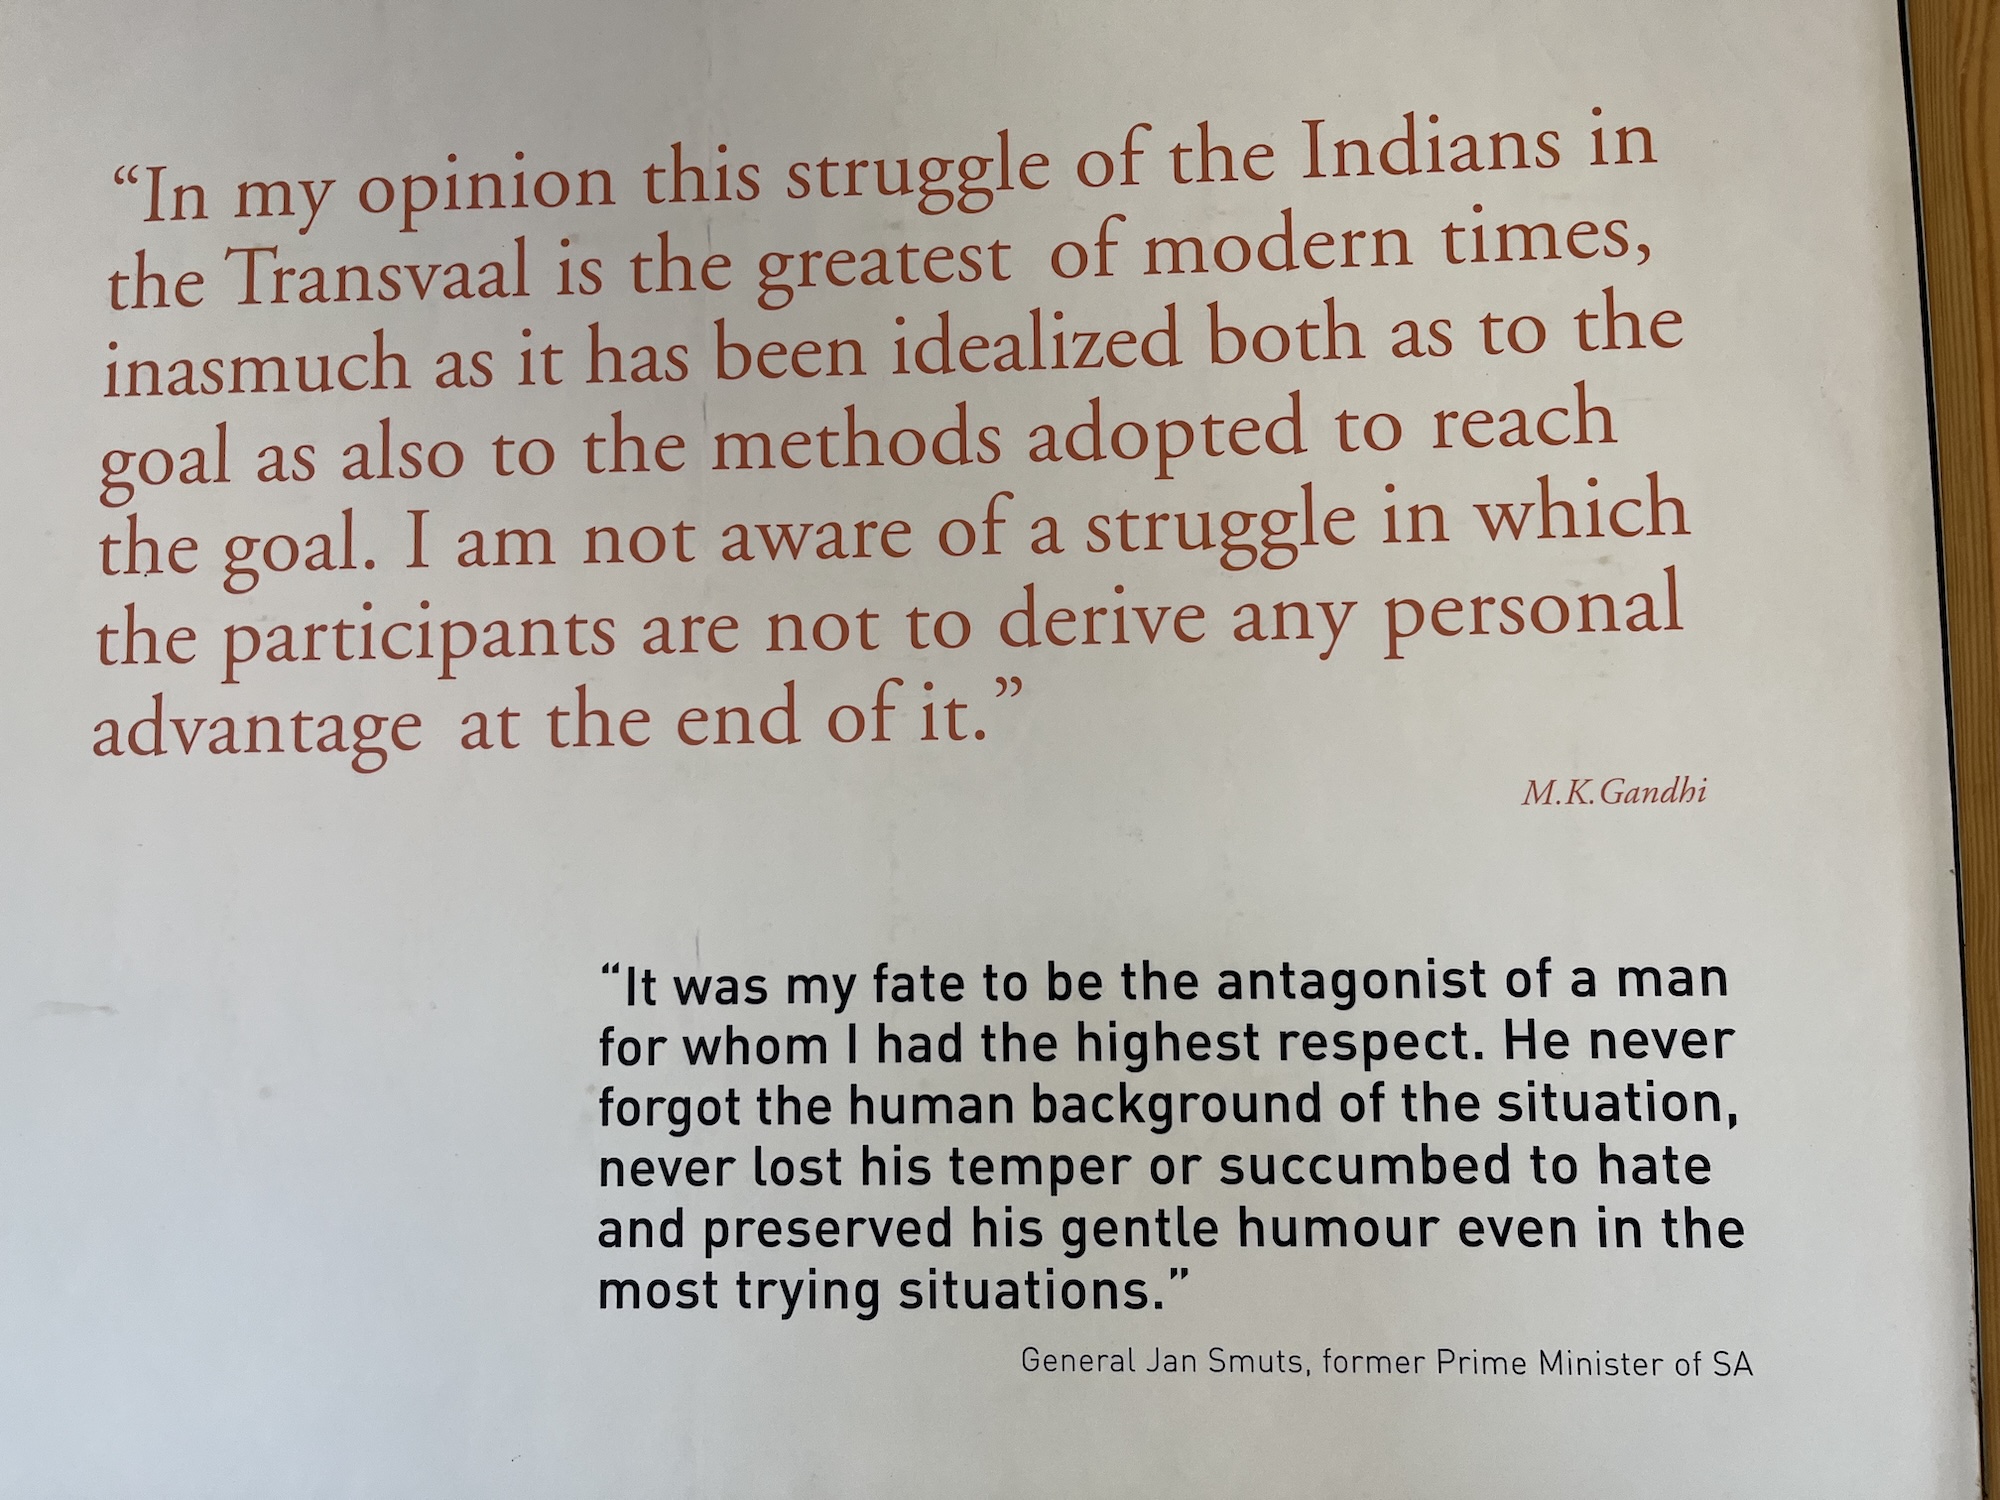 “In my opinion this struggle of the Indians in
the Transvaal is the greatest of modern times,
inasmuch as it has been idealized both as to the
goal as also to the methods adopted to reach
the goal. I am not aware of a struggle in which
the participants are not to derive any personal
advantage at the end of it.”
M.K.Gandhi
“It was my fate to be the antagonist of a man
for whom I had the highest respect. He never
forgot the human background of the situation,
never lost his temper or succumbed to hate
and preserved his gentle humour even in the
most trying situations.”
General Jan Smuts, former Prime Minister of SA